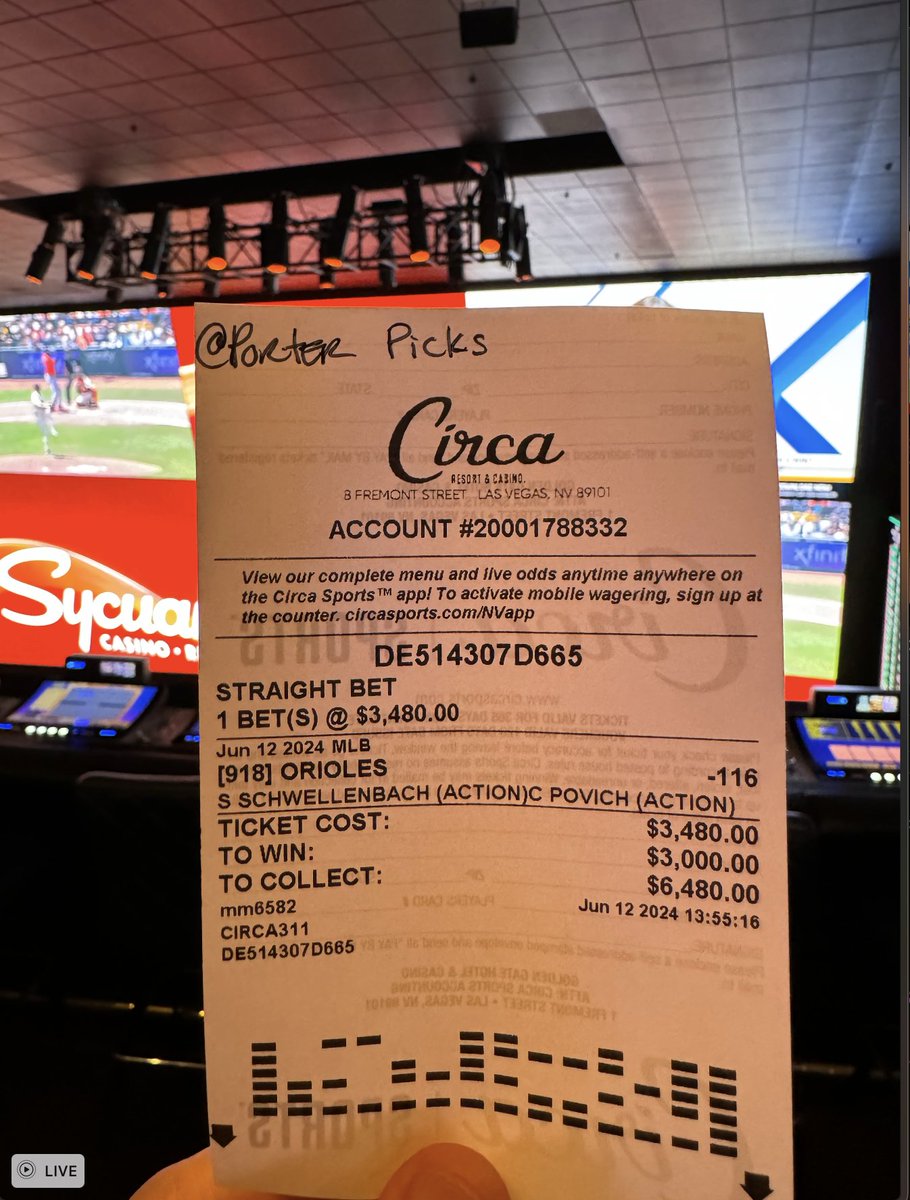 @Porter Picks
Circa
RESORT & CASINO.
8 FREMONT STREET LAS VEGAS, NV 89101
ACCOUNT #20001788332
View our complete menu and live odds anytime anywhere on
the Circa Sports™ app! To activate mobile wagering, sign up at
the counter. circasports.com/NVapp
DE514307D665
STRAIGHT BET
1 BET(S) @ $3,480.00
Jun 12 2024 MLB
[918] ORIOLES -116
S SCHWELLENBACH (ACTION)C POVICH (ACTION)
TICKET COST: $3,480.00
TO WIN: $3,000.00
TO COLLECT: $6,480.00
mm6582 Jun 12 2024 13:55:16
CIRCA311
DE514307D665
Sycua
CASINO • R
xfinity
xfini
LIVE